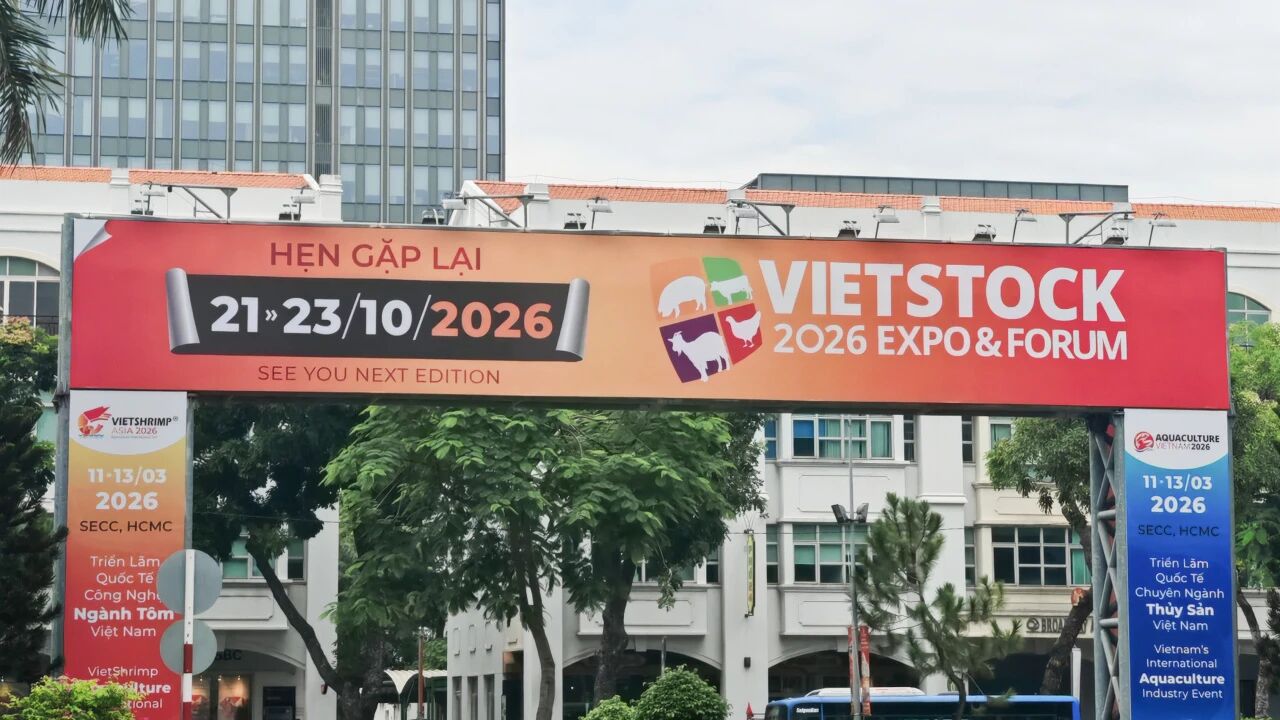 HẸN GẶP LẠI
21 » 23/10/2026
SEE YOU NEXT EDITION
VIETSTOCK
2026 EXPO & FORUM
VIETSHRIMP®
ASIA 2026
11-13/03
2026
SECC, HCMC
Triển Lãm
Quốc Tế
Công Nghệ
Ngành Tôm
Việt Nam
VietShrimp
AQUACULTURE
VIETNAM 2026
11-13/03
2026
SECC, HCMC
Triển Lãm
Quốc Tế
Chuyên Ngành
Thủy Sản
Việt Nam
Vietnam's
International
Aquaculture
Industry Event